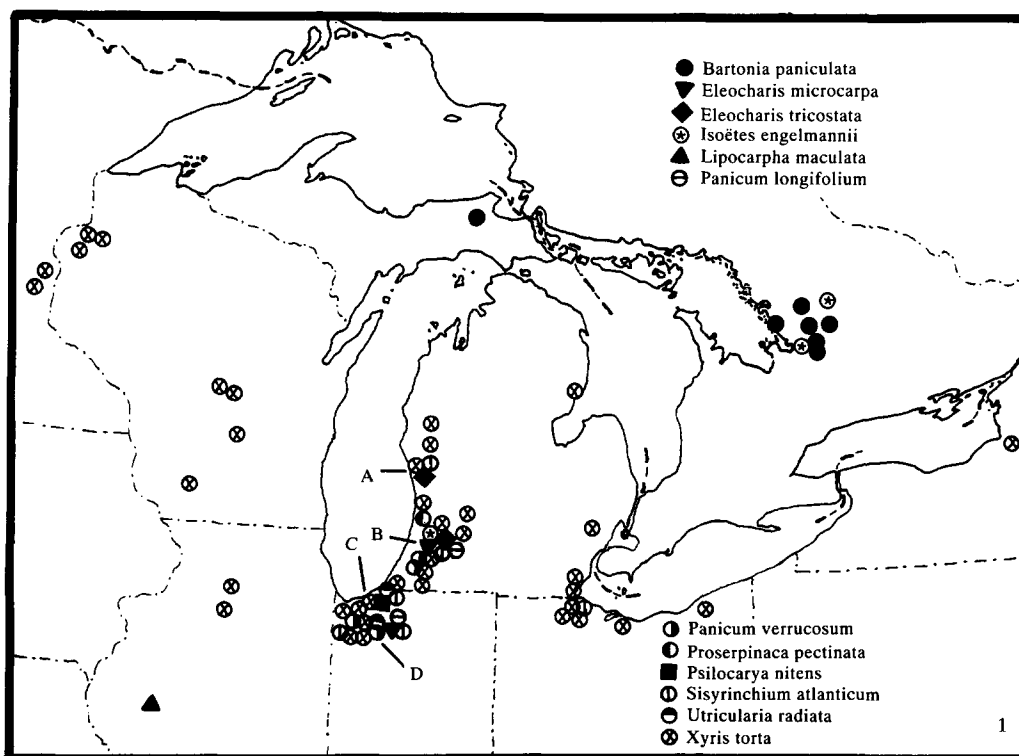 Bartonia paniculata
Eleocharis microcarpa
Eleocharis tricostata
Isoëtes engelmannii
Lipocarpha maculata
Panicum longifolium
A
B
C
D
Panicum verrucosum
Proserpinaca pectinata
Psilocarya nitens
Sisyrinchium atlanticum
Utricularia radiata
Xyris torta
1